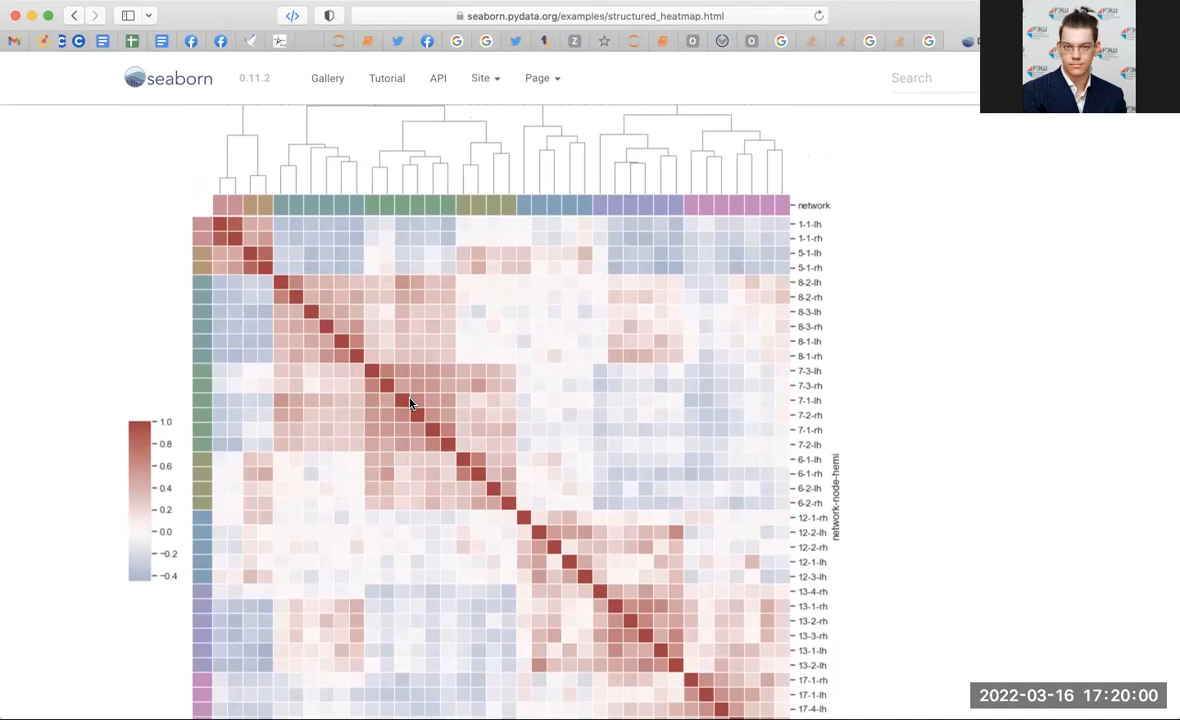 seaborn.pydata.org/examples/structured_heatmap.html
seaborn 0.11.2 Gallery Tutorial API Site Page Search
РЭШ
network
1-1-lh
1-1-rh
5-1-lh
5-1-rh
8-2-lh
8-2-rh
8-3-lh
8-3-rh
8-1-lh
8-1-rh
7-3-lh
7-3-rh
7-1-lh
7-2-rh
7-1-rh
7-2-lh
6-1-lh
6-1-rh
6-2-lh
6-2-rh
12-1-rh
12-2-lh
12-2-rh
12-1-lh
12-3-lh
13-4-rh
13-1-rh
13-2-rh
13-3-rh
13-1-lh
13-2-lh
17-1-rh
17-1-lh
17-4-lh
network-node-hemi
1.0
0.8
0.6
0.4
0.2
0.0
−0.2
−0.4
2022-03-16 17:20:00